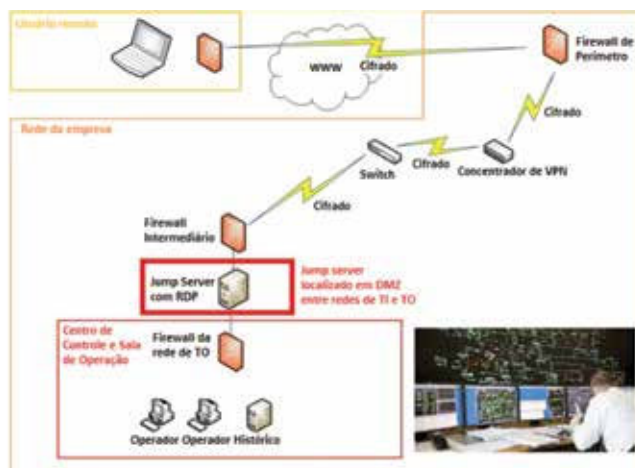 Usuário remoto
www
Cifrado
Firewall de
Perímetro
Rede da empresa
Cifrado
Switch
Cifrado
Concentrador de VPN
Cifrado
Firewall
Intermediário
Jump Server
com RDP
Jump server
localizado em DMZ
entre redes de TI e TO
Centro de
Controle e Sala
de Operação
Firewall da
rede de TO
Operador
Operador
Histórico